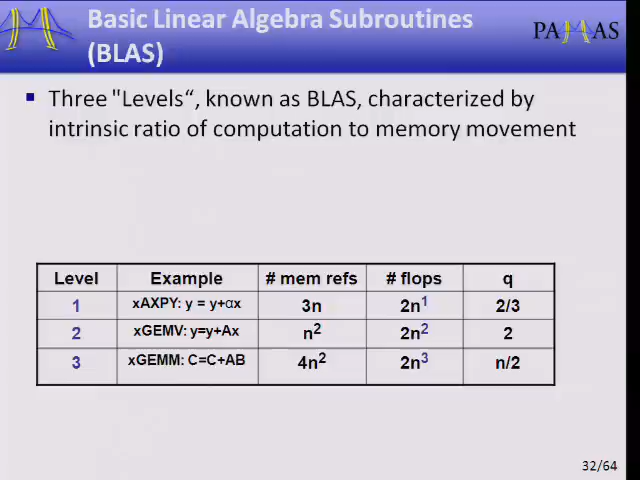 Basic Linear Algebra Subroutines
(BLAS)
PA AS
Three "Levels“, known as BLAS, characterized by
intrinsic ratio of computation to memory movement
Level Example # mem refs # flops q
1 xAXPY: y = y+αx 3n 2n¹ 2/3
2 xGEMV: y=y+Ax n² 2n² 2
3 xGEMM: C=C+AB 4n² 2n³ n/2
32/64